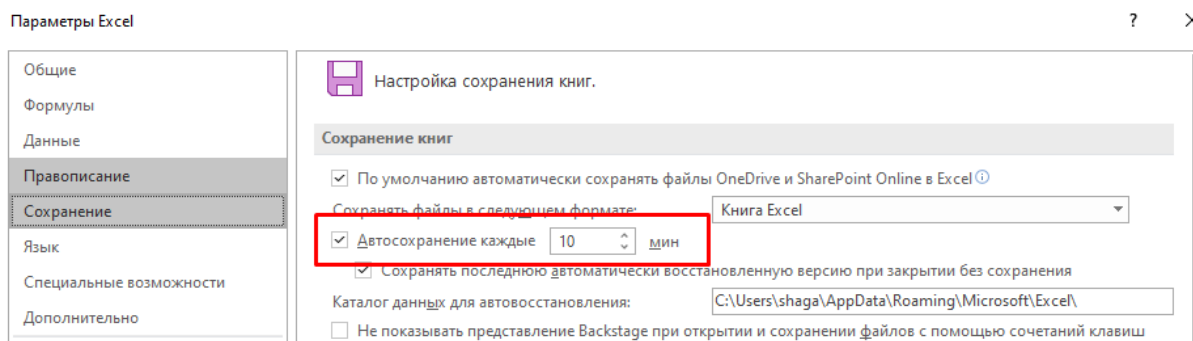 Параметры Excel ?
Общие
Формулы
Данные
Правописание
Сохранение
Язык
Специальные возможности
Дополнительно
Настройка сохранения книг.
Сохранение книг
По умолчанию автоматически сохранять файлы OneDrive и SharePoint Online в Excel
Сохранять файлы в следующем формате: Книга Excel
Автосохранение каждые 10 мин
Сохранять последнюю автоматически восстановленную версию при закрытии без сохранения
Каталог данных для автовосстановления: C:\Users\shaga\AppData\Roaming\Microsoft\Excel\
Не показывать представление Backstage при открытии и сохранении файлов с помощью сочетаний клавиш